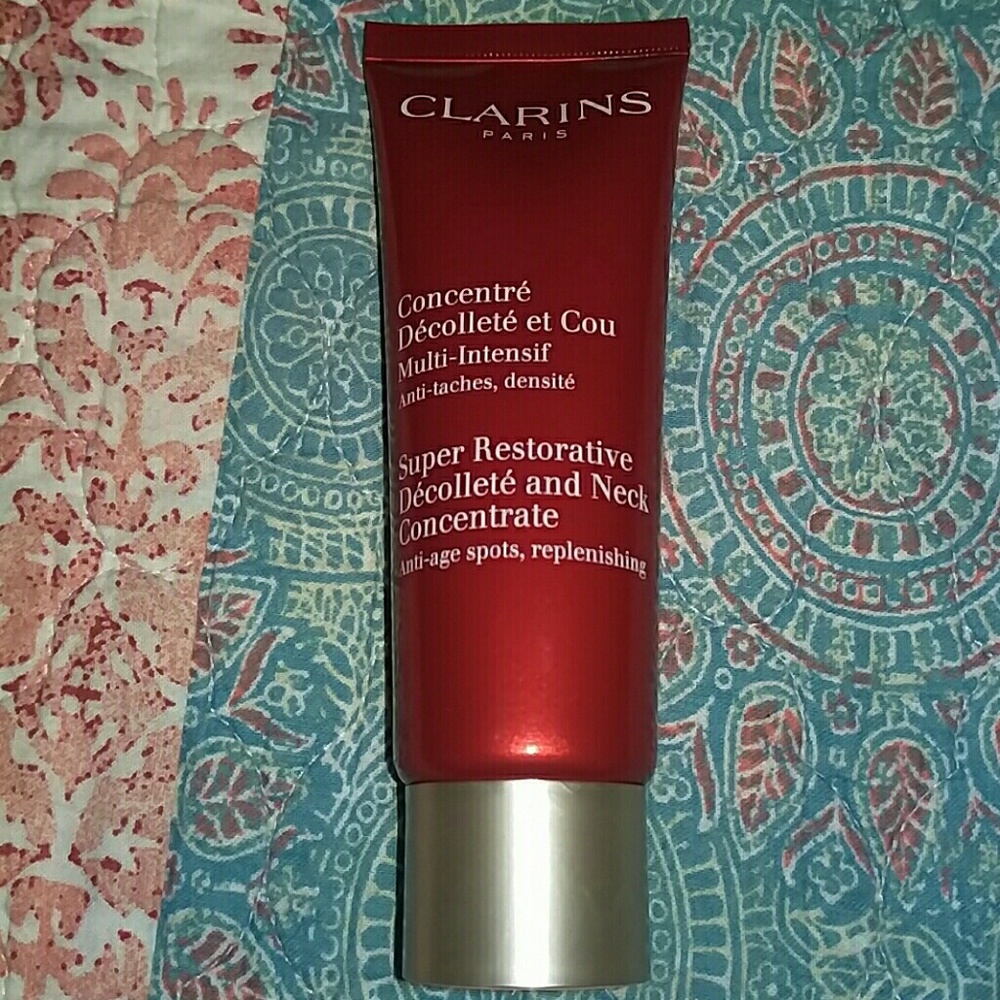 CLARINS
PARIS
Concentré
Décolleté et Cou
Multi-Intensif
Anti-taches, densité
Super Restorative
Décolleté and Neck
Concentrate
Anti-age spots, replenishing